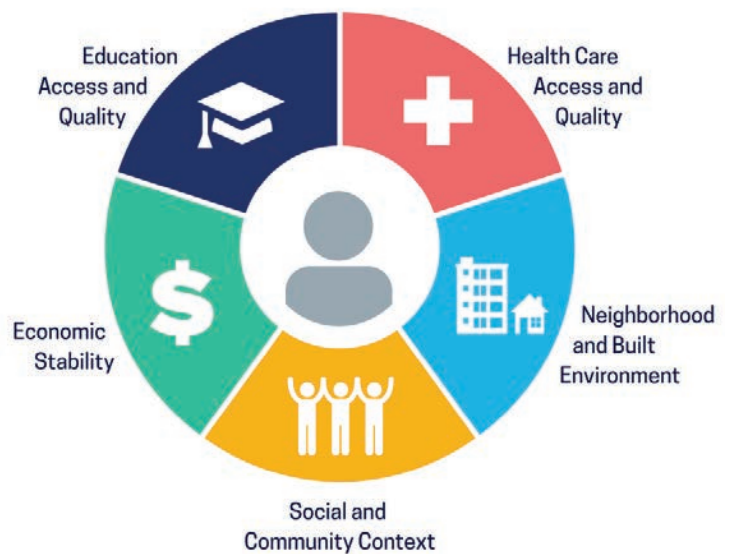 Education
Access and
Quality
Health Care
Access and
Quality
Economic
Stability
Neighborhood
and Built
Environment
Social and
Community Context
$